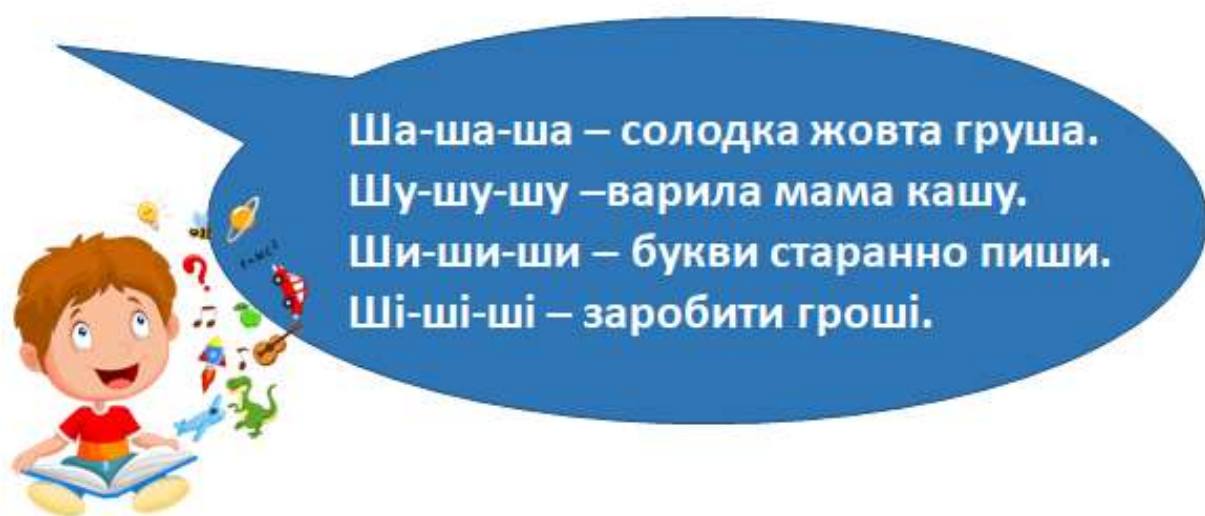 Ша-ша-ша – солодка жовта груша.
Шу-шу-шу –варила мама кашу.
Ши-ши-ши – букви старанно пиши.
Ші-ші-ші – заробити гроші.